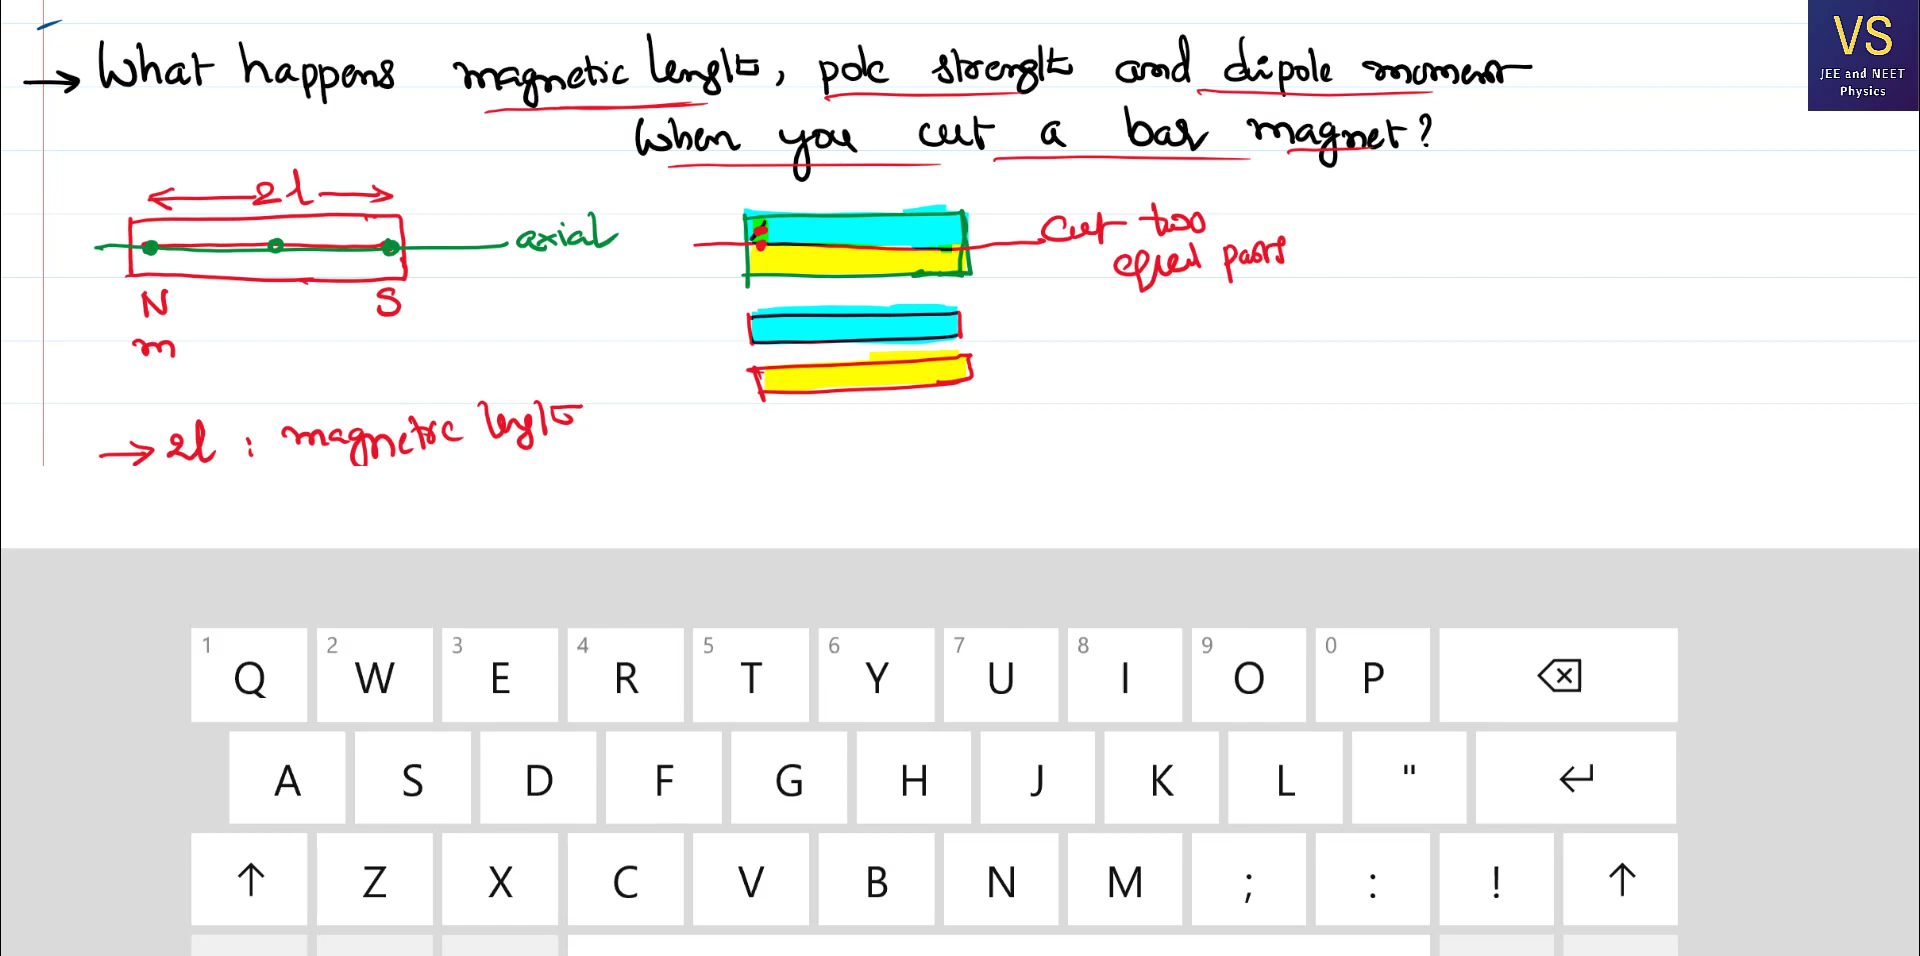 → What happens magnetic length, pole strength and dipole moment
When you cut a bar magnet?
VS
JEE and NEET
Physics
2l
axial
N S
m
Cut two
equal parts
→ 2l : magnetic length
1 2 3 4 5 6 7 8 9 0
Q W E R T Y U I O P
A S D F G H J K L "
Z X C V B N M ; : !